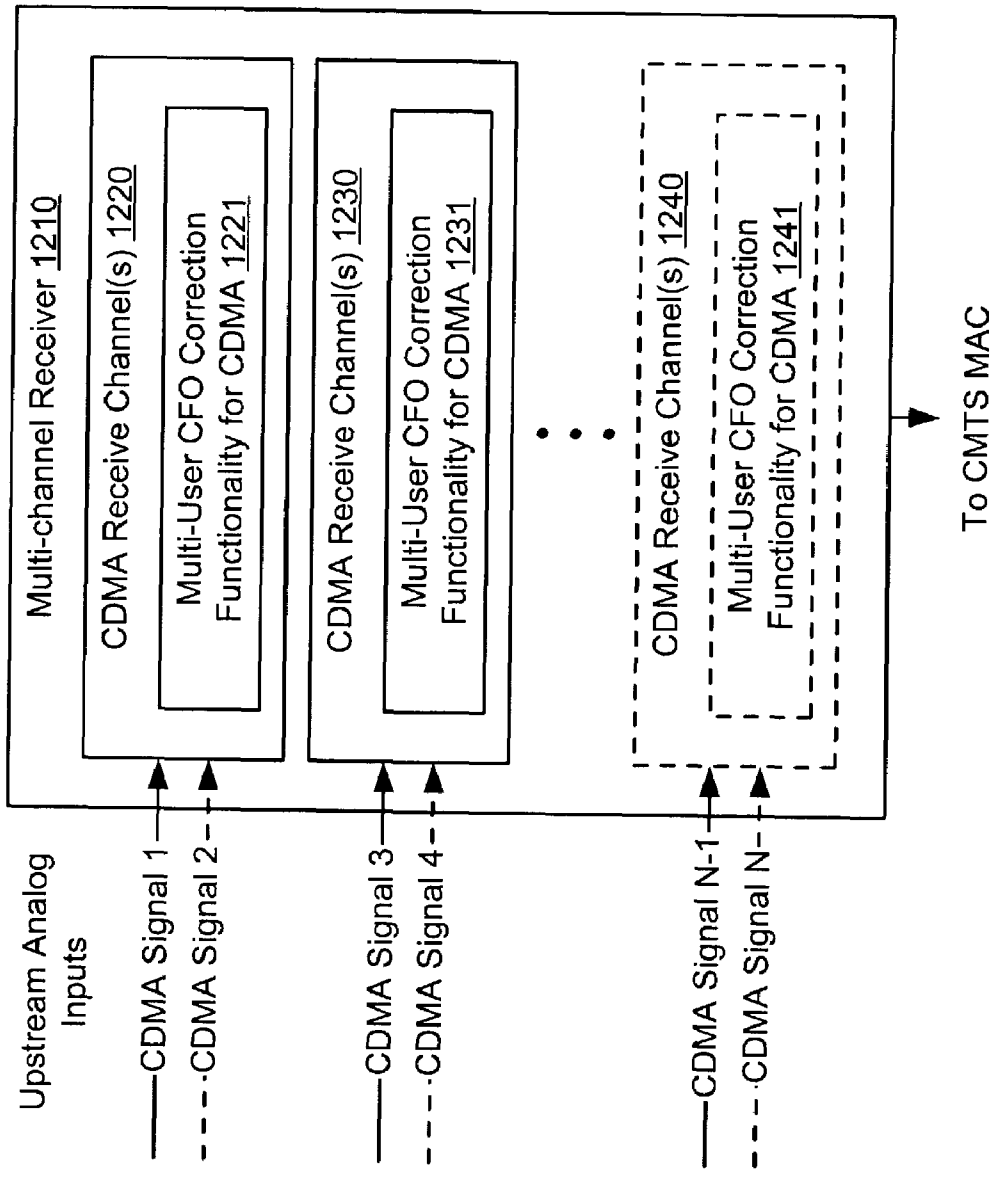 Upstream Analog
Inputs
Multi-channel Receiver 1210
CDMA Signal 1
CDMA Signal 2
CDMA Receive Channel(s) 1220
Multi-User CFO Correction
Functionality for CDMA 1221
CDMA Signal 3
CDMA Signal 4
CDMA Receive Channel(s) 1230
Multi-User CFO Correction
Functionality for CDMA 1231
CDMA Signal N-1
CDMA Signal N
CDMA Receive Channel(s) 1240
Multi-User CFO Correction
Functionality for CDMA 1241
To CMTS MAC